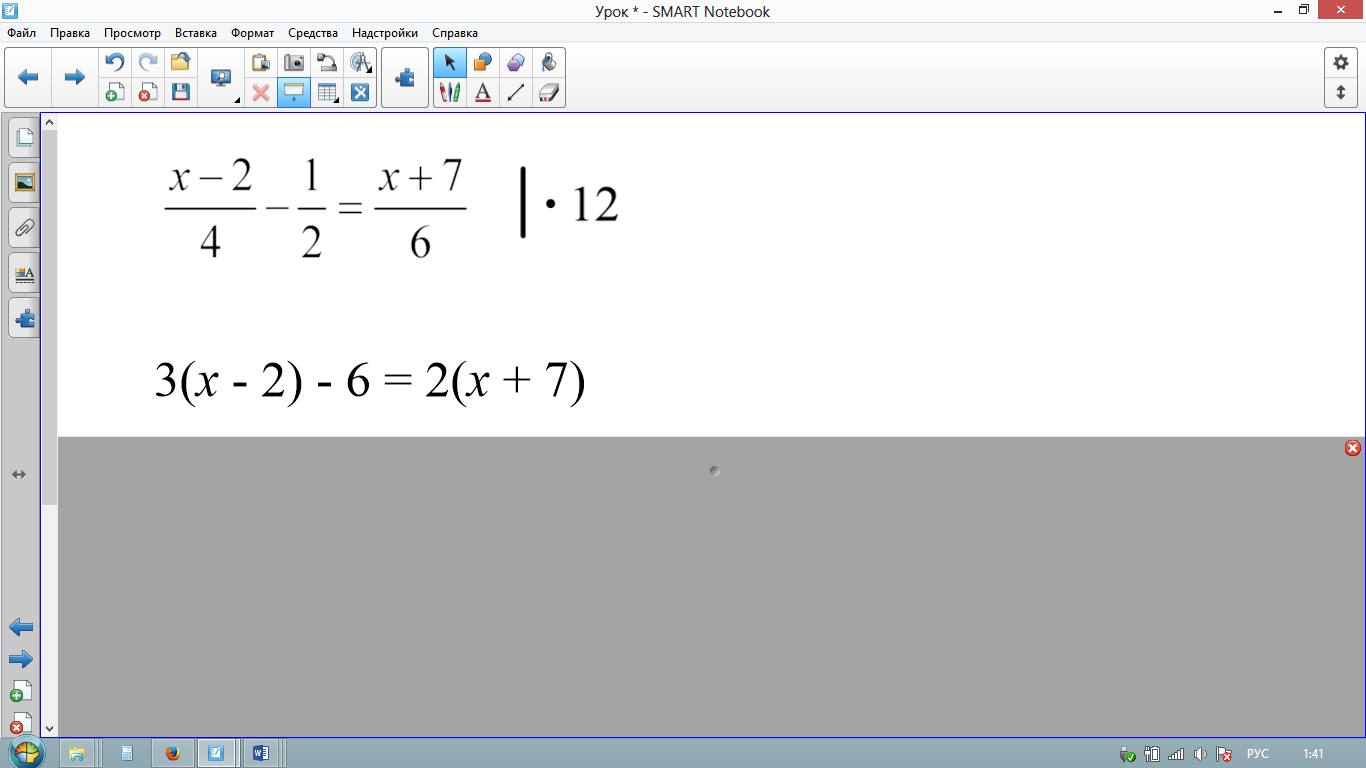 Урок * - SMART Notebook
Файл Правка Просмотр Вставка Формат Средства Надстройки Справка
x – 2 1 x + 7
— – — = — | · 12
4 2 6
3(x - 2) - 6 = 2(x + 7)
РУС 1:41